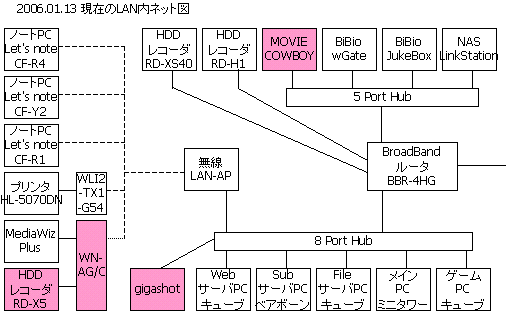 2006.01.13 現在のLAN内ネット図
ノートPC
Let's note
CF-R4
ノートPC
Let's note
CF-Y2
ノートPC
Let's note
CF-R1
プリンタ
HL-5070DN
WLI2
-TX1
-G54
MediaWiz
Plus
HDD
レコーダ
RD-X5
WN-
AG/C
HDD
レコーダ
RD-XS40
HDD
レコーダ
RD-H1
MOVIE
COWBOY
BiBio
wGate
BiBio
JukeBox
NAS
LinkStation
5 Port Hub
無線
LAN-AP
BroadBand
ルータ
BBR-4HG
8 Port Hub
gigashot
Web
サーバPC
キューブ
Sub
サーバPC
ベアボーン
File
サーバPC
キューブ
メイン
PC
ミニタワー
ゲーム
PC
キューブ